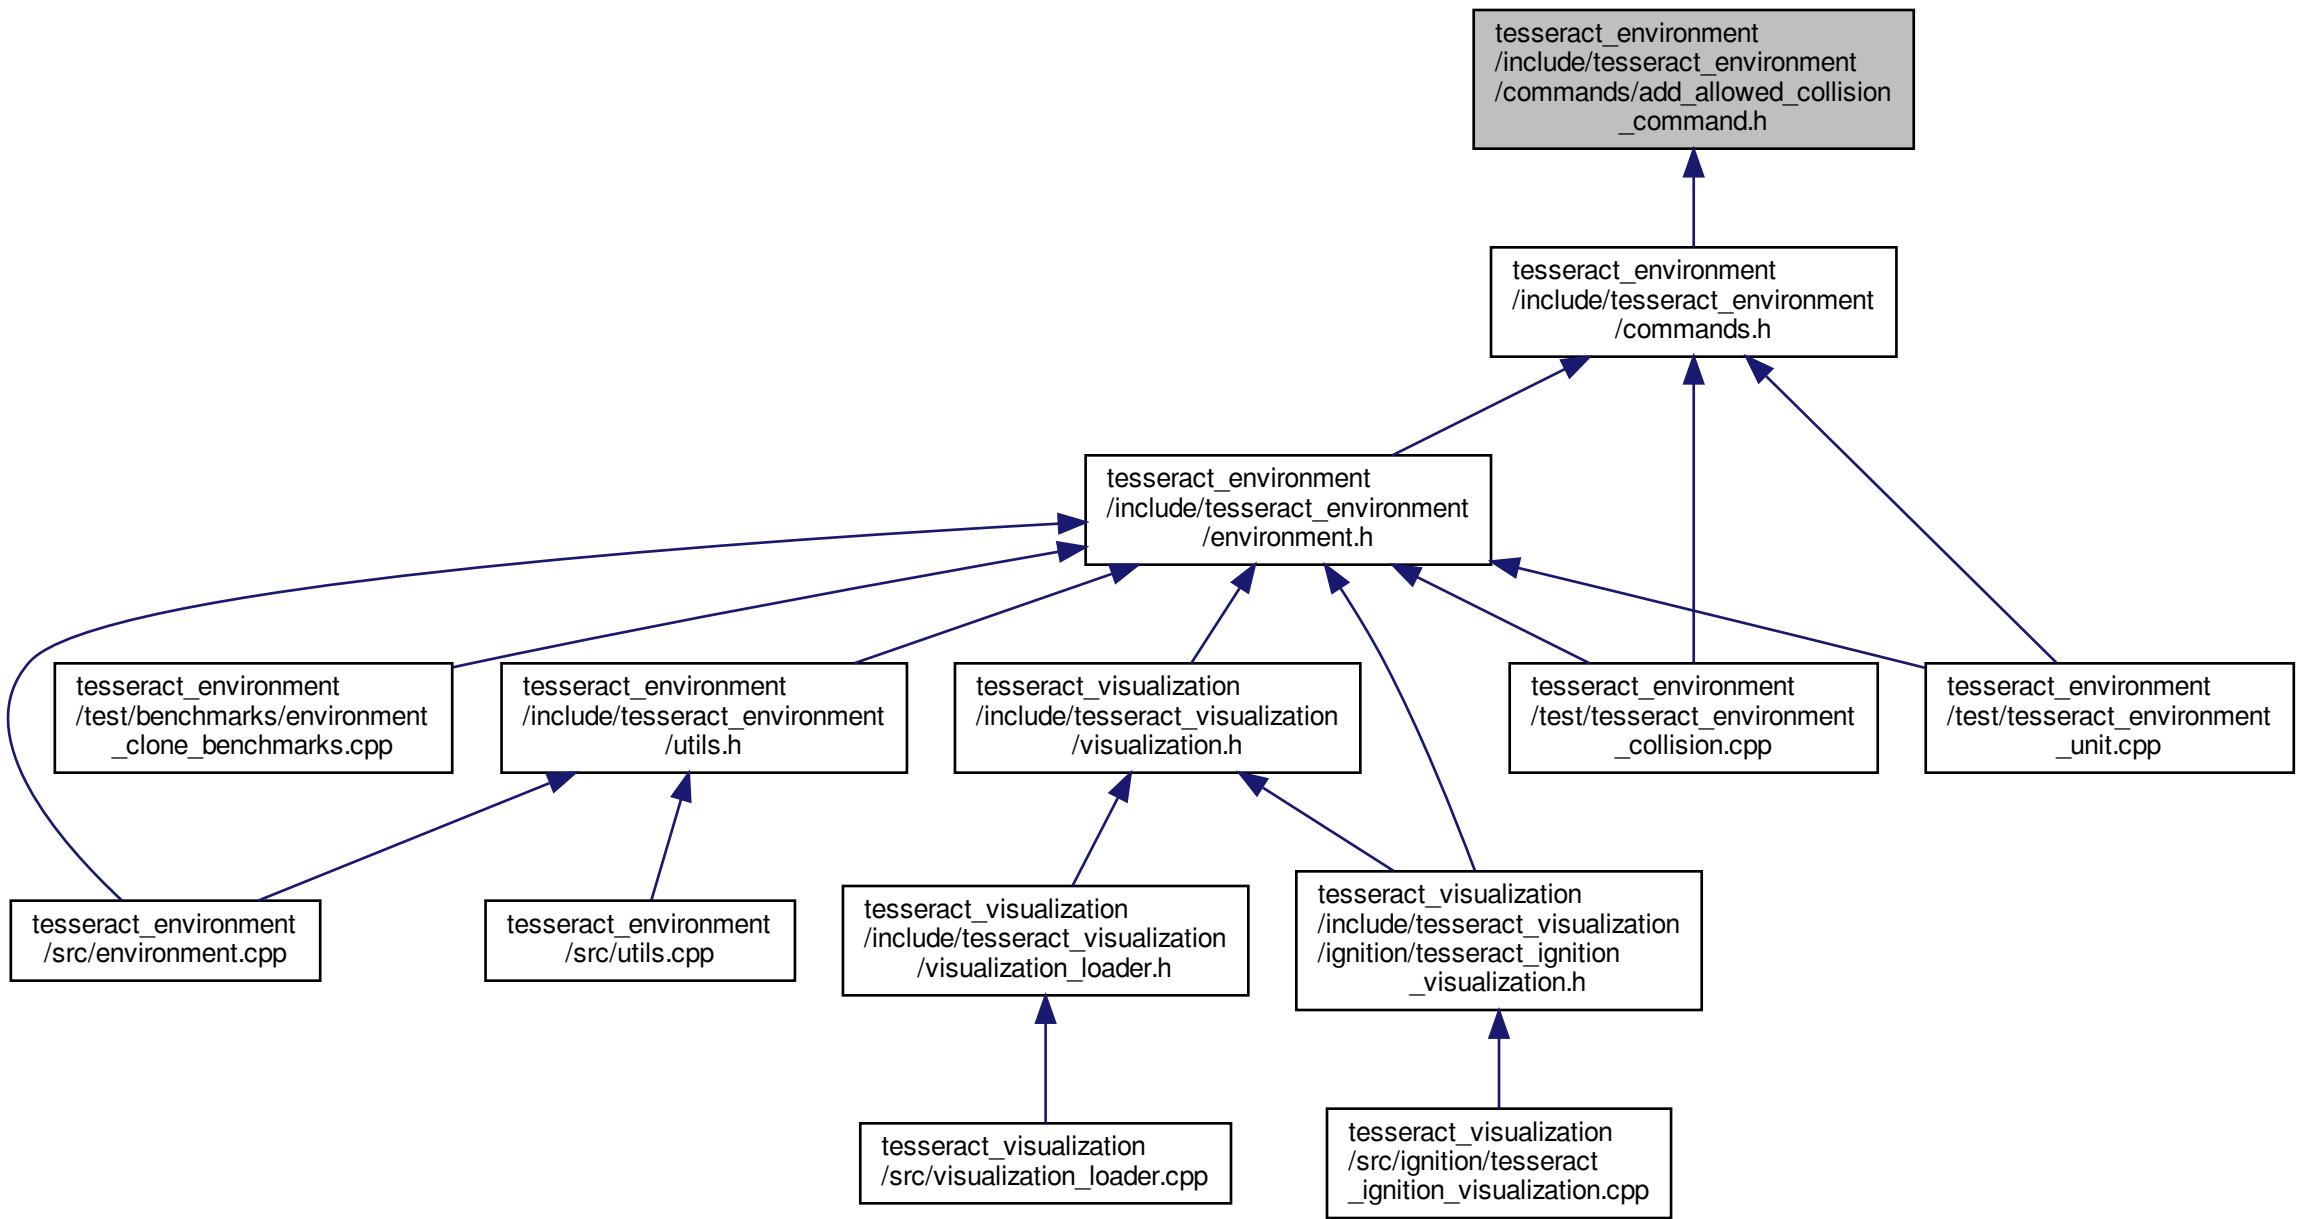 tesseract_environment
/include/tesseract_environment
/commands/add_allowed_collision
_command.h
tesseract_environment
/include/tesseract_environment
/commands.h
tesseract_environment
/include/tesseract_environment
/environment.h
tesseract_environment
/test/benchmarks/environment
_clone_benchmarks.cpp
tesseract_environment
/include/tesseract_environment
/utils.h
tesseract_visualization
/include/tesseract_visualization
/visualization.h
tesseract_environment
/test/tesseract_environment
_collision.cpp
tesseract_environment
/test/tesseract_environment
_unit.cpp
tesseract_environment
/src/environment.cpp
tesseract_environment
/src/utils.cpp
tesseract_visualization
/include/tesseract_visualization
/visualization_loader.h
tesseract_visualization
/include/tesseract_visualization
/ignition/tesseract_ignition
_visualization.h
tesseract_visualization
/src/visualization_loader.cpp
tesseract_visualization
/src/ignition/tesseract
_ignition_visualization.cpp